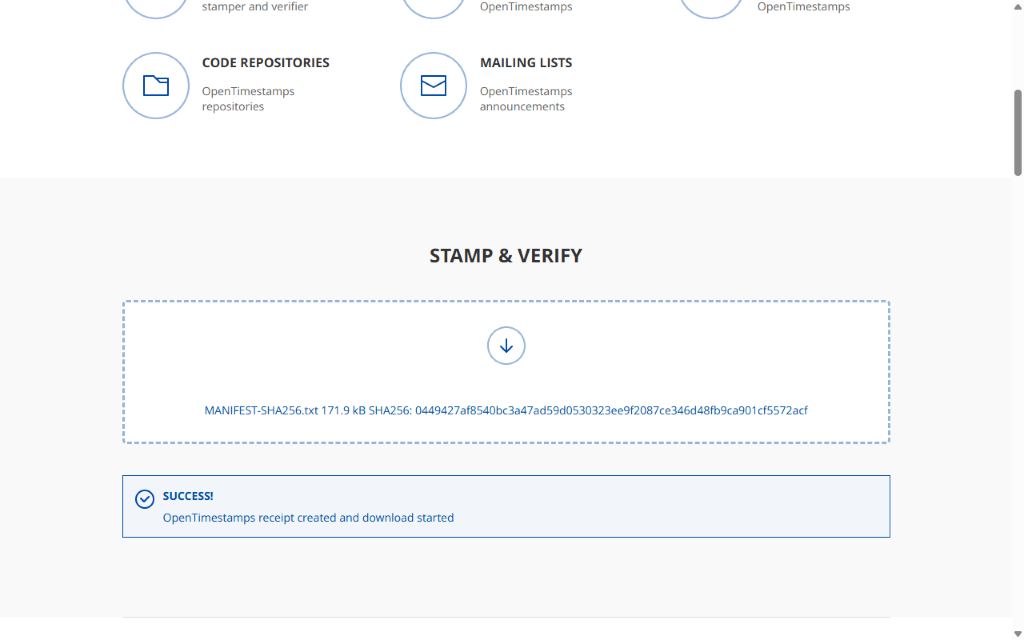 stamper and verifier
OpenTimestamps
OpenTimestamps
CODE REPOSITORIES
OpenTimestamps
repositories
MAILING LISTS
OpenTimestamps
announcements
STAMP & VERIFY
MANIFEST-SHA256.txt 171.9 kB SHA256: 0449427af8540bc3a47ad59d0530323ee9f2087ce346d48fb9ca901cf5572acf
SUCCESS!
OpenTimestamps receipt created and download started